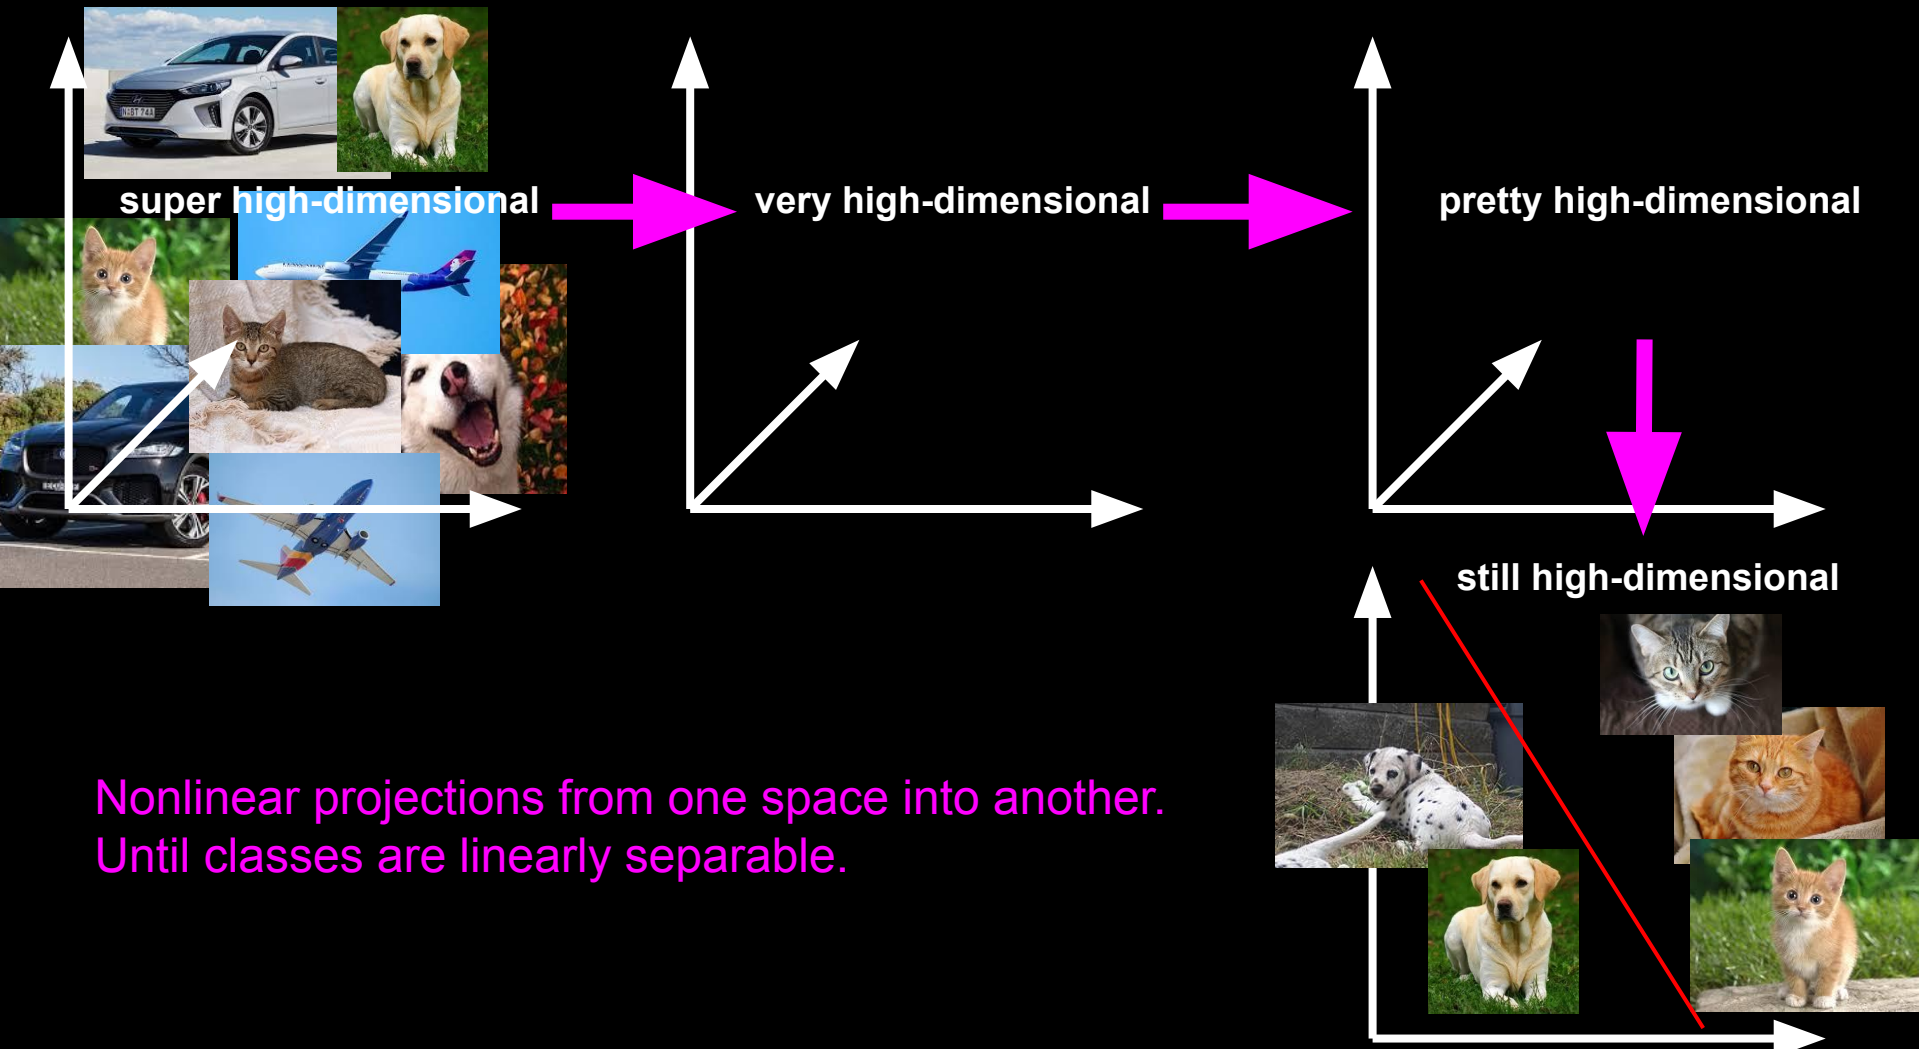 super high-dimensional
very high-dimensional
pretty high-dimensional
still high-dimensional
Nonlinear projections from one space into another.
Until classes are linearly separable.